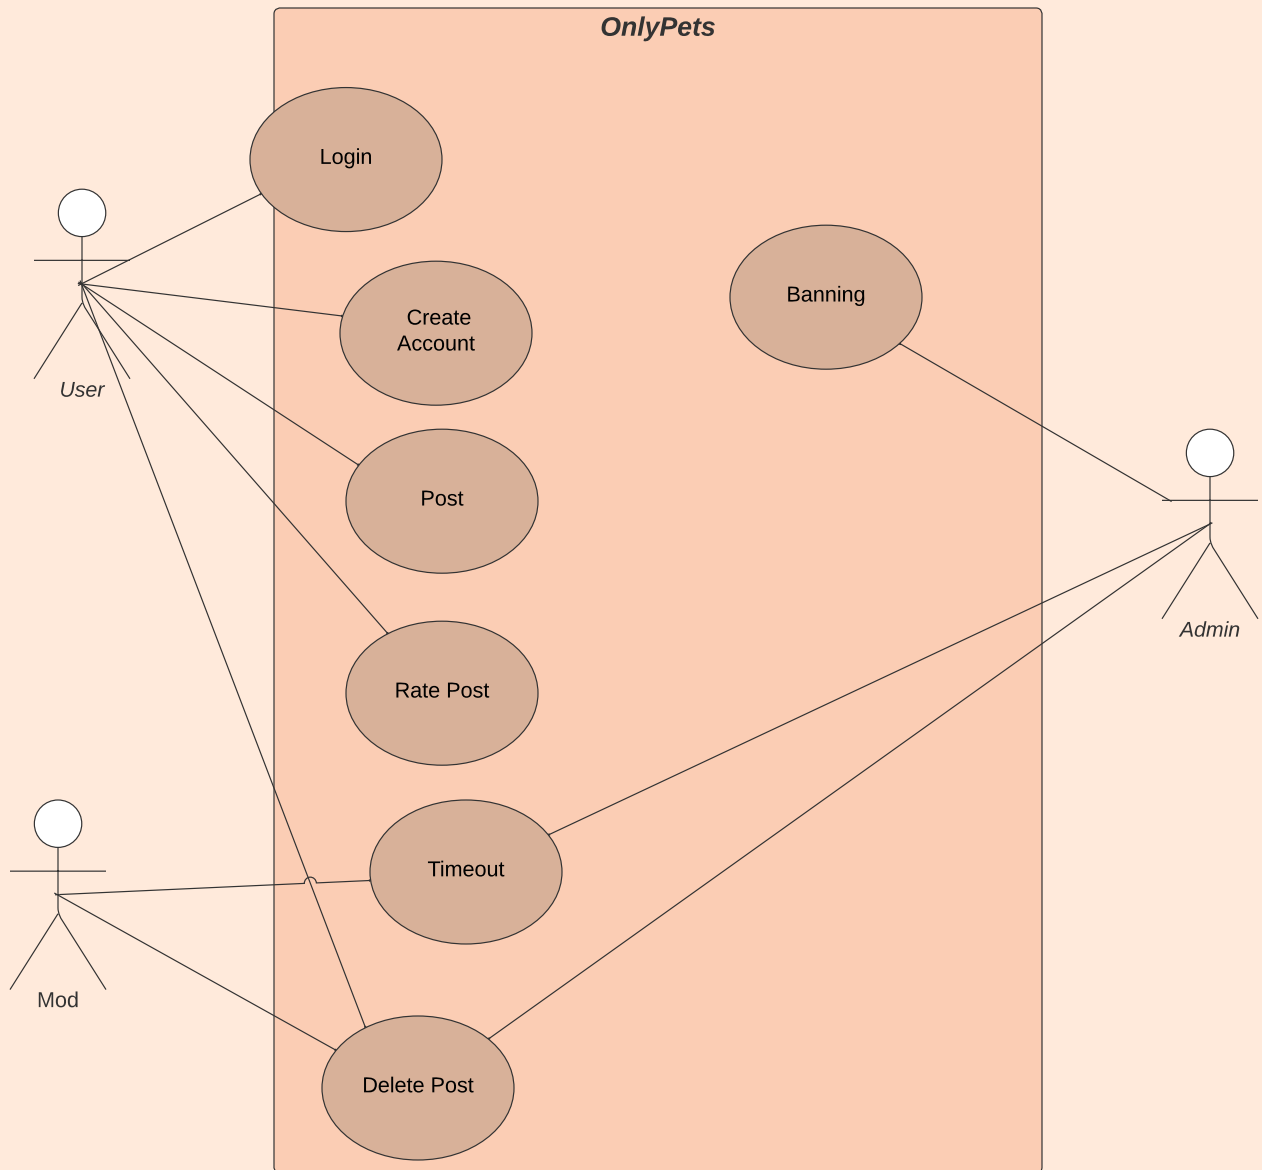 OnlyPets
Login
Create
Account
Banning
User
Post
Admin
Rate Post
Timeout
Mod
Delete Post